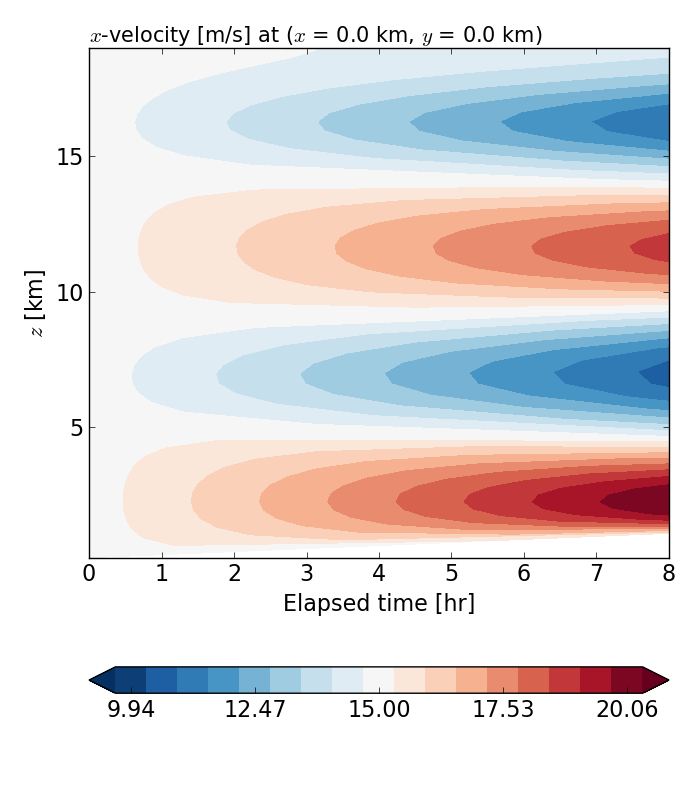 x-velocity [m/s] at (x = 0.0 km, y = 0.0 km)
15
10
5
z [km]
0 1 2 3 4 5 6 7 8
Elapsed time [hr]
9.94 12.47 15.00 17.53 20.06